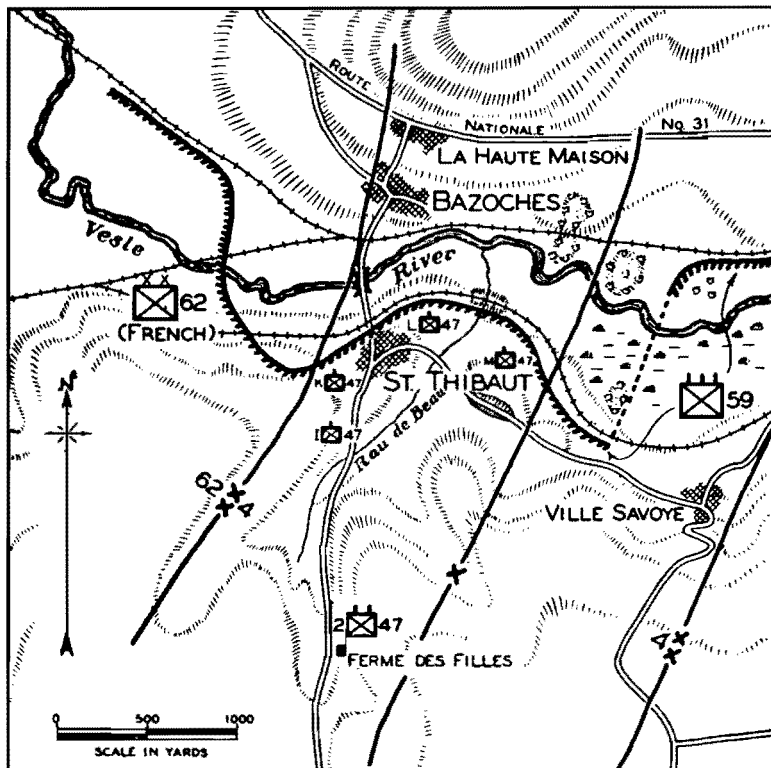 ROUTE
NATIONALE
No. 31
LA HAUTE MAISON
BAZOCHES
Vesle
River
62
(FRENCH)
L 47
M 47
K 47
ST. THIBAUT
59
I 47
Rau de Beau
N
62
4
VILLE SAVOYE
2 47
4
FERME DES FILLES
0 500 1000
SCALE IN YARDS